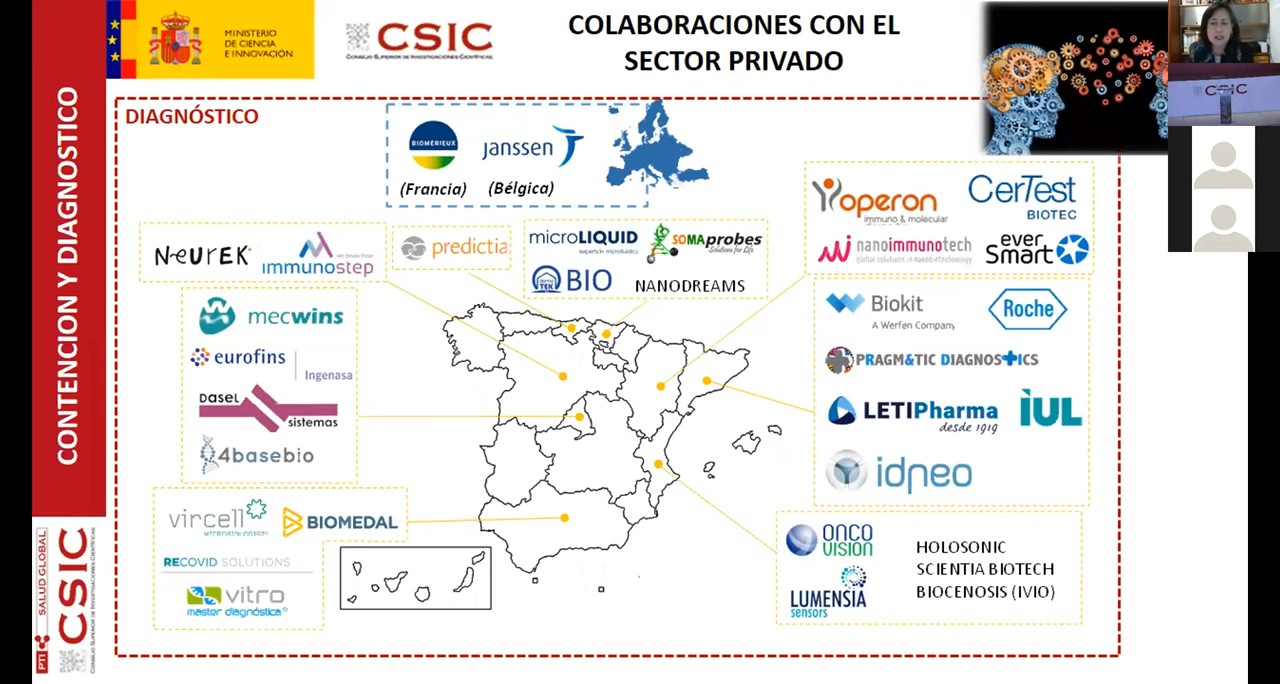 MINISTERIO
DE CIENCIA
E INNOVACIÓN
CSIC
CONSEJO SUPERIOR DE INVESTIGACIONES CIENTÍFICAS
COLABORACIONES CON EL
SECTOR PRIVADO
CSIC
CONTENCION Y DIAGNOSTICO
DIAGNÓSTICO
BIOMÉRIEUX
janssen
(Francia)
(Bélgica)
operon
immuno & molecular
CerTest
BIOTEC
nanoimmunotech
global solutions in nanobiotechnology
ever
smart
NEUREK
immunostep
predictia
microLIQUID
experts in microfluidics
SOMAprobes
Solutions for Life
BIO
NANODREAMS
mecwins
eurofins
Ingenasa
DASEL
sistemas
4basebio
Biokit
A Werfen Company
Roche
PRAGM&TIC DIAGNOSTICS
LETIPharma
desde 1919
iUL
idneo
vircell
MICROBIOLOGISTS
BIOMEDAL
RECOVID SOLUTIONS
vitro
master diagnóstica®
ONCO
VISION
LUMENSIA
sensors
HOLOSONIC
SCIENTIA BIOTECH
BIOCENOSIS (IVIO)
PTI
SALUD GLOBAL
CSIC
CONSEJO SUPERIOR DE INVESTIGACIONES CIENTÍFICAS